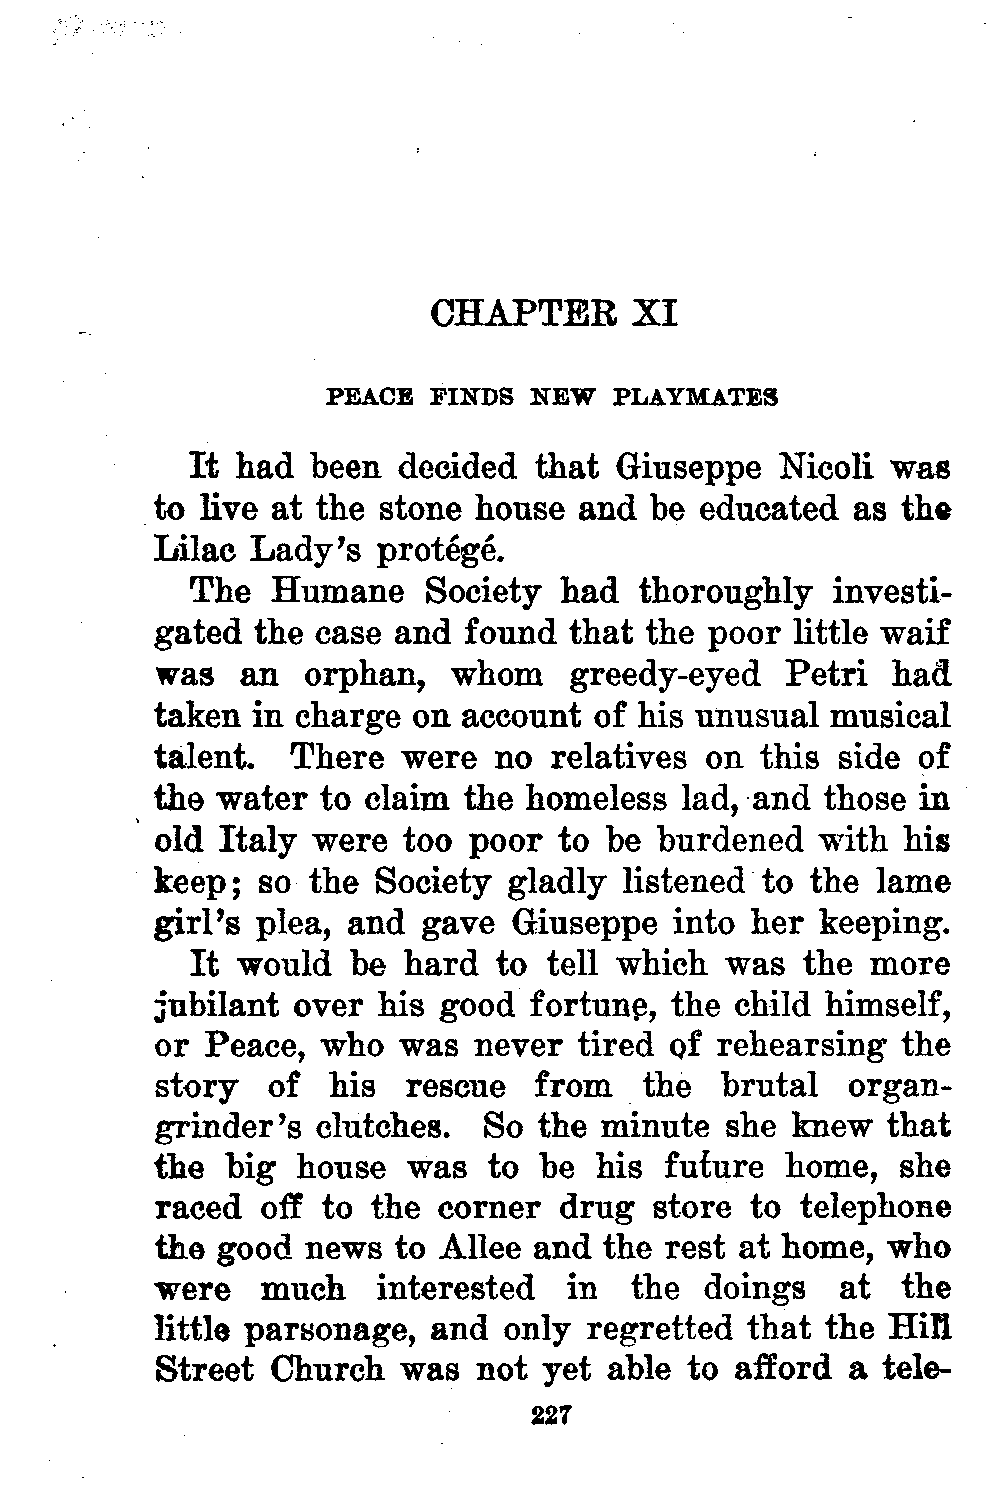 CHAPTER XI
PEACE FINDS NEW PLAYMATES
It had been decided that Giuseppe Nicoli was
to live at the stone house and be educated as the
Lilac Lady's protégé.
The Humane Society had thoroughly investi-
gated the case and found that the poor little waif
was an orphan, whom greedy-eyed Petri had
taken in charge on account of his unusual musical
talent. There were no relatives on this side of
the water to claim the homeless lad, and those in
old Italy were too poor to be burdened with his
keep; so the Society gladly listened to the lame
girl's plea, and gave Giuseppe into her keeping.
It would be hard to tell which was the more
jubilant over his good fortune, the child himself,
or Peace, who was never tired of rehearsing the
story of his rescue from the brutal organ-
grinder's clutches. So the minute she knew that
the big house was to be his future home, she
raced off to the corner drug store to telephone
the good news to Allee and the rest at home, who
were much interested in the doings at the
little parsonage, and only regretted that the Hill
Street Church was not yet able to afford a tele-
227